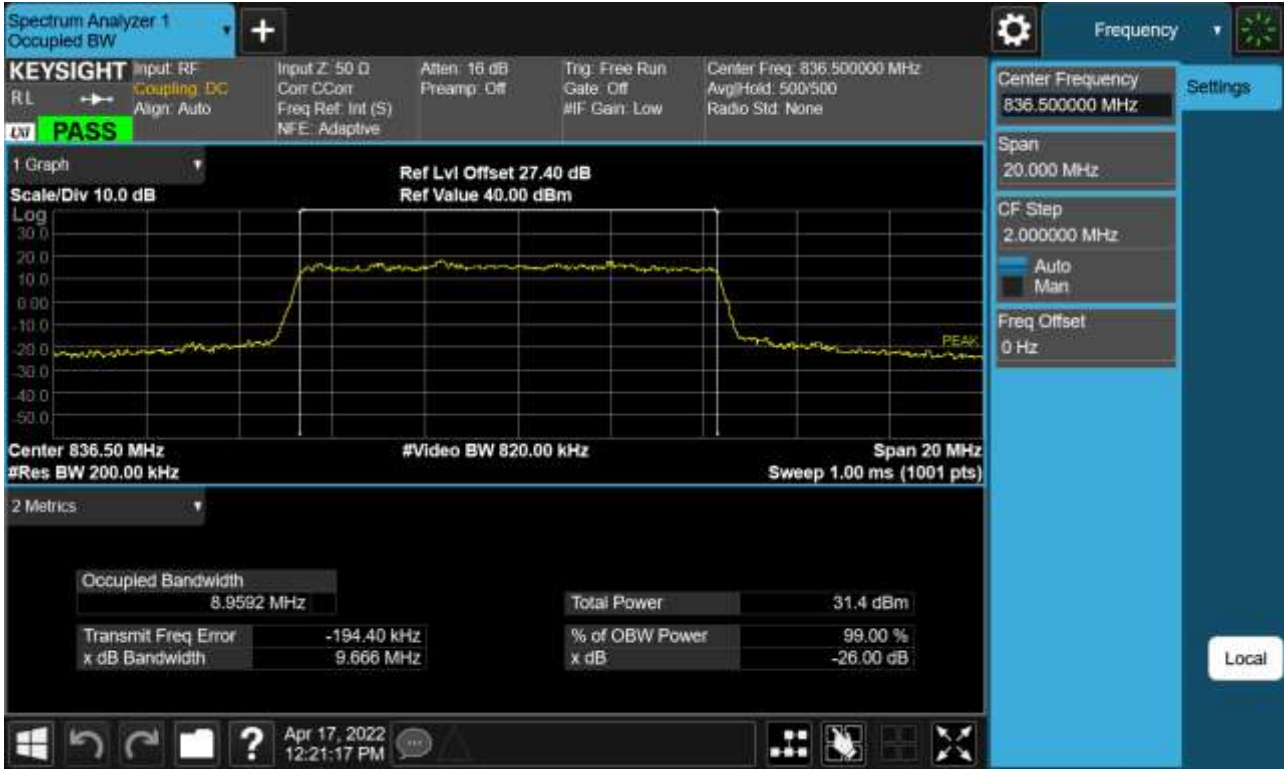 Spectrum Analyzer 1
Occupied BW
+
Frequency
KEYSIGHT
RL
LXI
PASS
Input: RF
Coupling: DC
Align: Auto
Input Z: 50 Ω
Corr CCorr
Freq Ref: Int (S)
NFE: Adaptive
Atten: 16 dB
Preamp: Off
Trig: Free Run
Gate: Off
#IF Gain: Low
Center Freq: 836.500000 MHz
Avg|Hold: 500/500
Radio Std: None
1 Graph
Scale/Div 10.0 dB
Ref Lvl Offset 27.40 dB
Ref Value 40.00 dBm
Log
30.0
20.0
10.0
0.00
-10.0
-20.0
-30.0
-40.0
-50.0
PEAK
Center 836.50 MHz
#Video BW 820.00 kHz
Span 20 MHz
#Res BW 200.00 kHz
Sweep 1.00 ms (1001 pts)
2 Metrics
Occupied Bandwidth
8.9592 MHz
Total Power 31.4 dBm
Transmit Freq Error -194.40 kHz
% of OBW Power 99.00 %
x dB Bandwidth 9.666 MHz
x dB -26.00 dB
Center Frequency
836.500000 MHz
Settings
Span
20.000 MHz
CF Step
2.000000 MHz
Auto
Man
Freq Offset
0 Hz
Local
?
Apr 17, 2022
12:21:17 PM